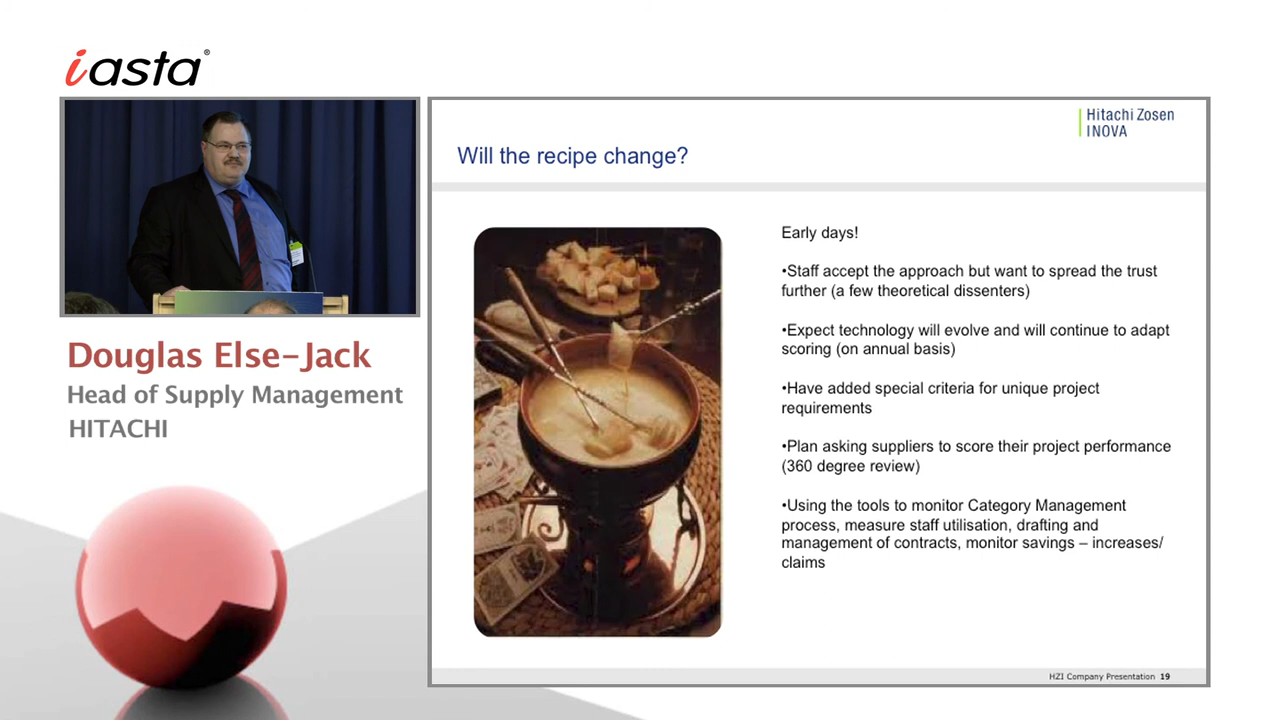 iasta®
Douglas Else-Jack
Head of Supply Management
HITACHI
Hitachi Zosen
INOVA
Will the recipe change?
Early days!
•Staff accept the approach but want to spread the trust
further (a few theoretical dissenters)
•Expect technology will evolve and will continue to adapt
scoring (on annual basis)
•Have added special criteria for unique project
requirements
•Plan asking suppliers to score their project performance
(360 degree review)
•Using the tools to monitor Category Management
process, measure staff utilisation, drafting and
management of contracts, monitor savings – increases/
claims
HZI Company Presentation 19